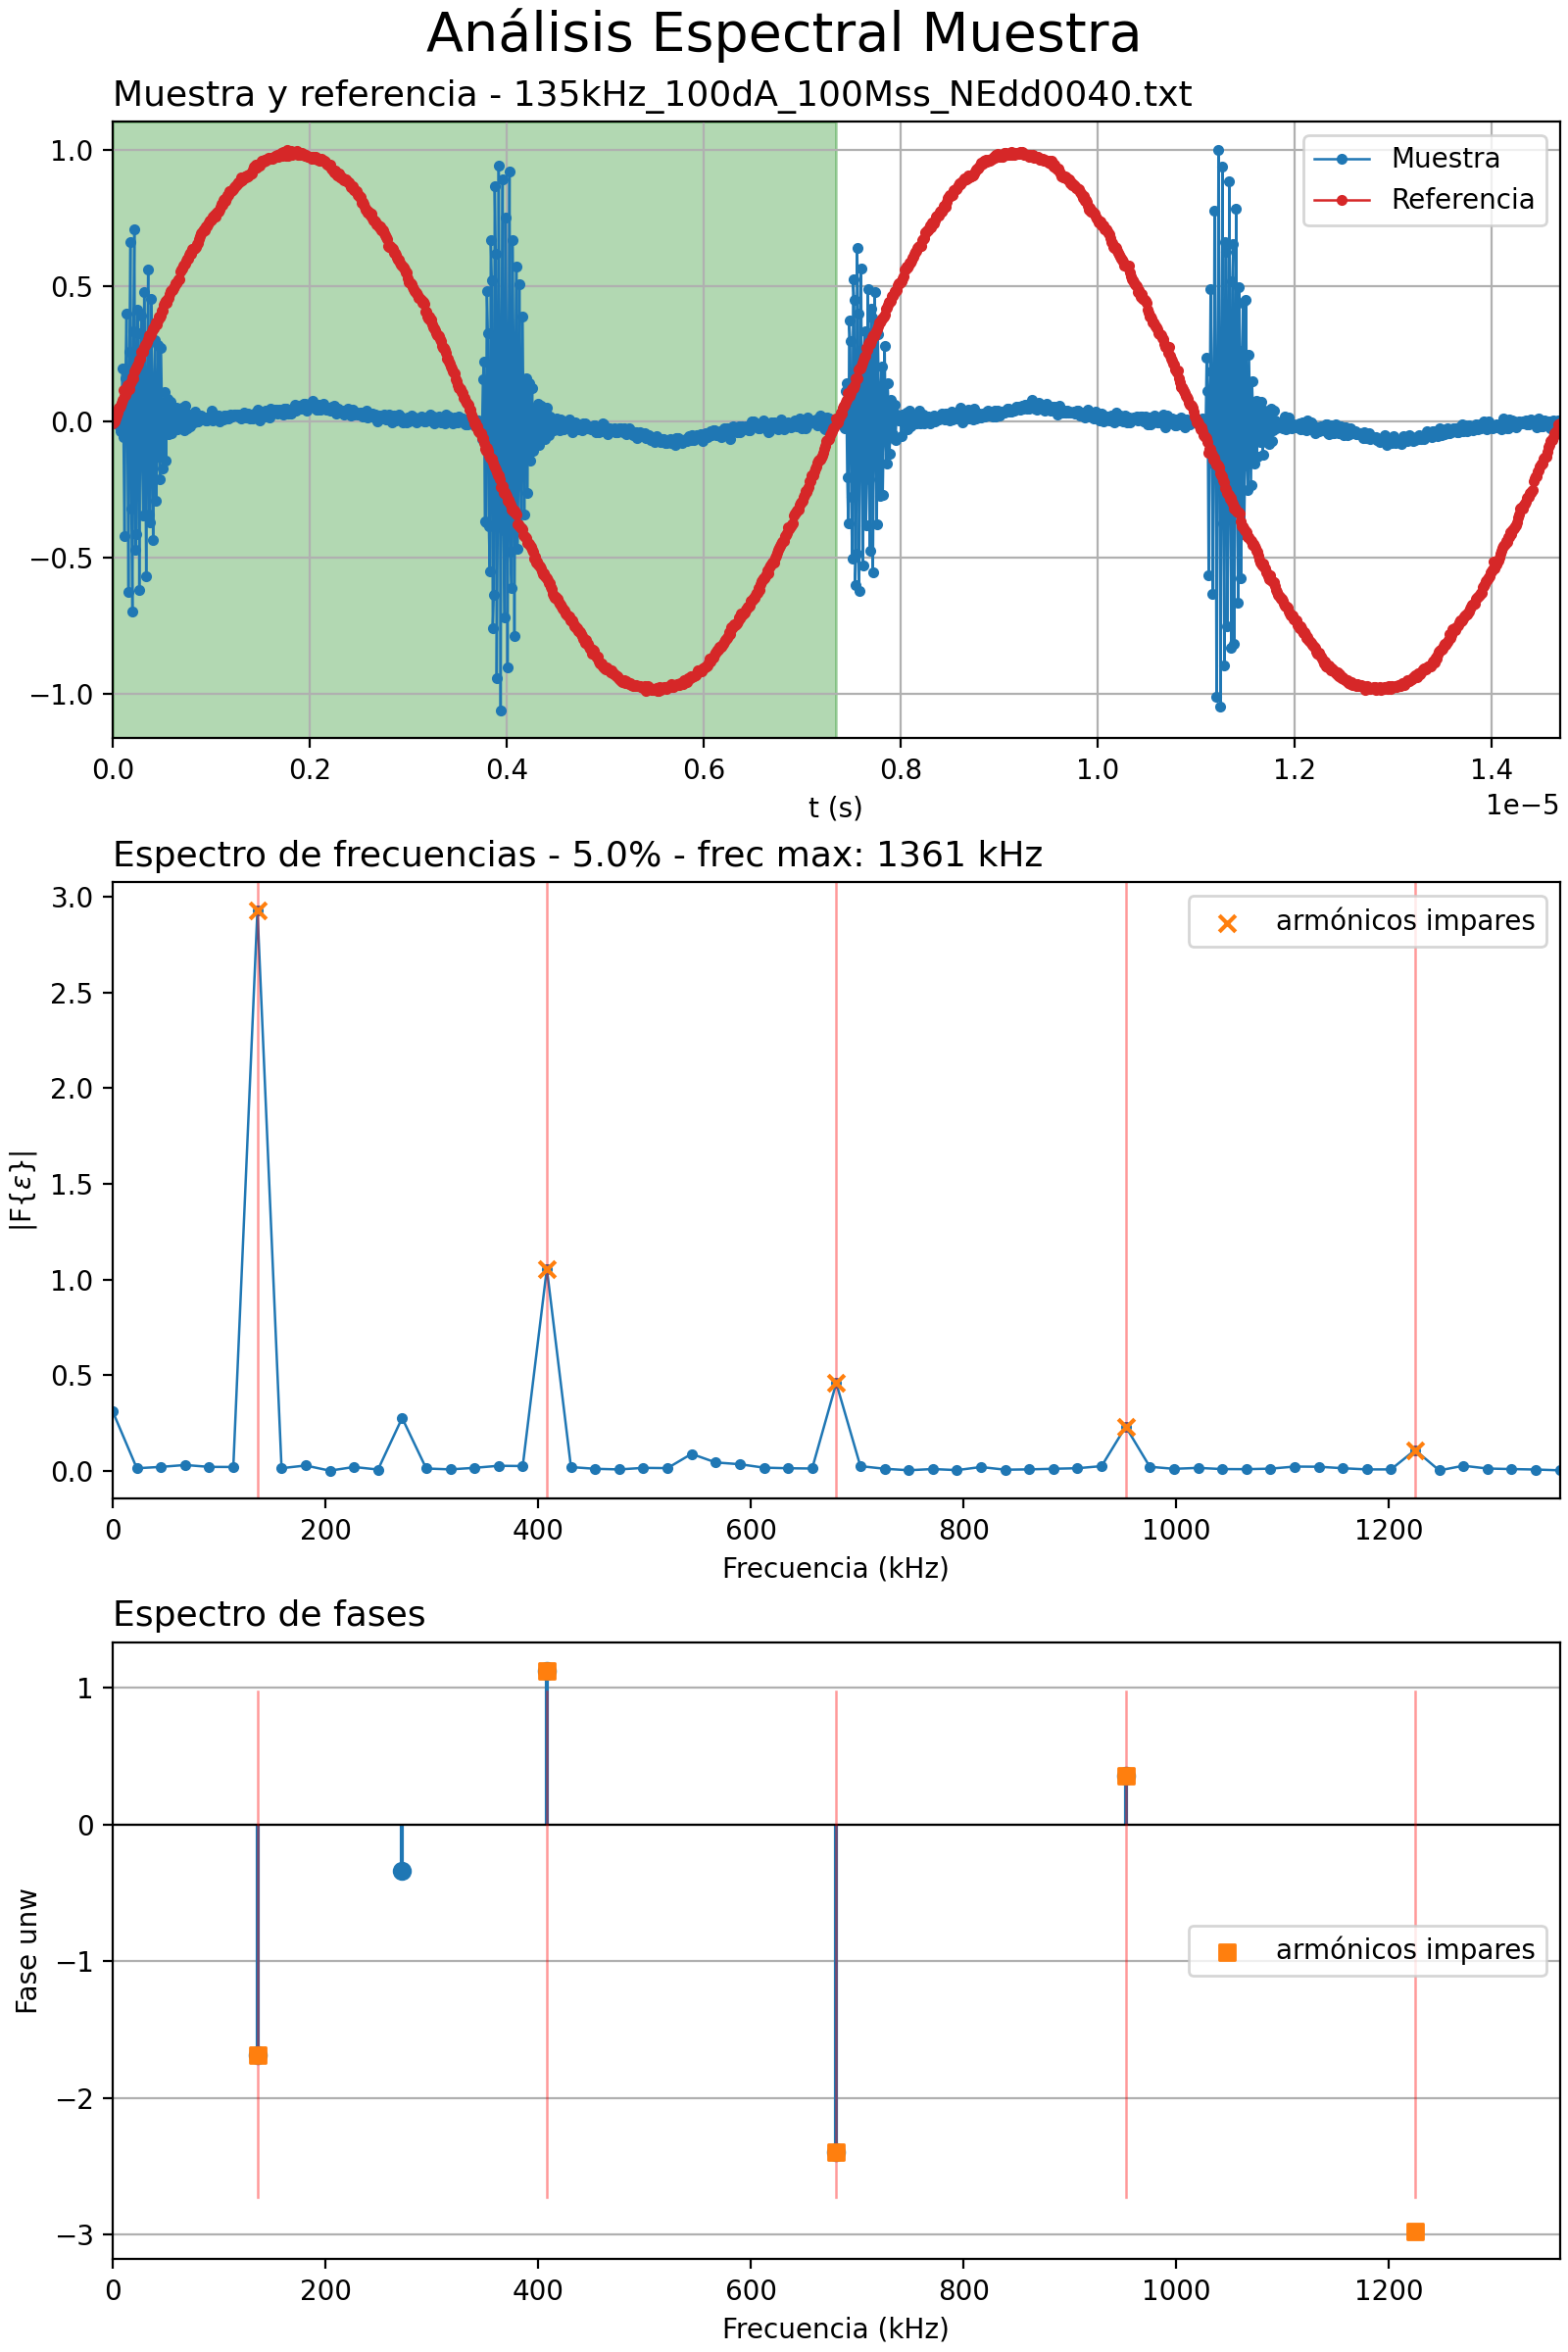 Análisis Espectral Muestra
Muestra y referencia - 135kHz_100dA_100Mss_NEdd0040.txt
1.0
0.5
0.0
−0.5
−1.0
Muestra
Referencia
0.0 0.2 0.4 0.6 0.8 1.0 1.2 1.4
1e−5
t (s)
Espectro de frecuencias - 5.0% - frec max: 1361 kHz
3.0
2.5
2.0
1.5
1.0
0.5
0.0
|F{ε}|
armónicos impares
0 200 400 600 800 1000 1200
Frecuencia (kHz)
Espectro de fases
1
0
−1
−2
−3
Fase unw
armónicos impares
0 200 400 600 800 1000 1200
Frecuencia (kHz)